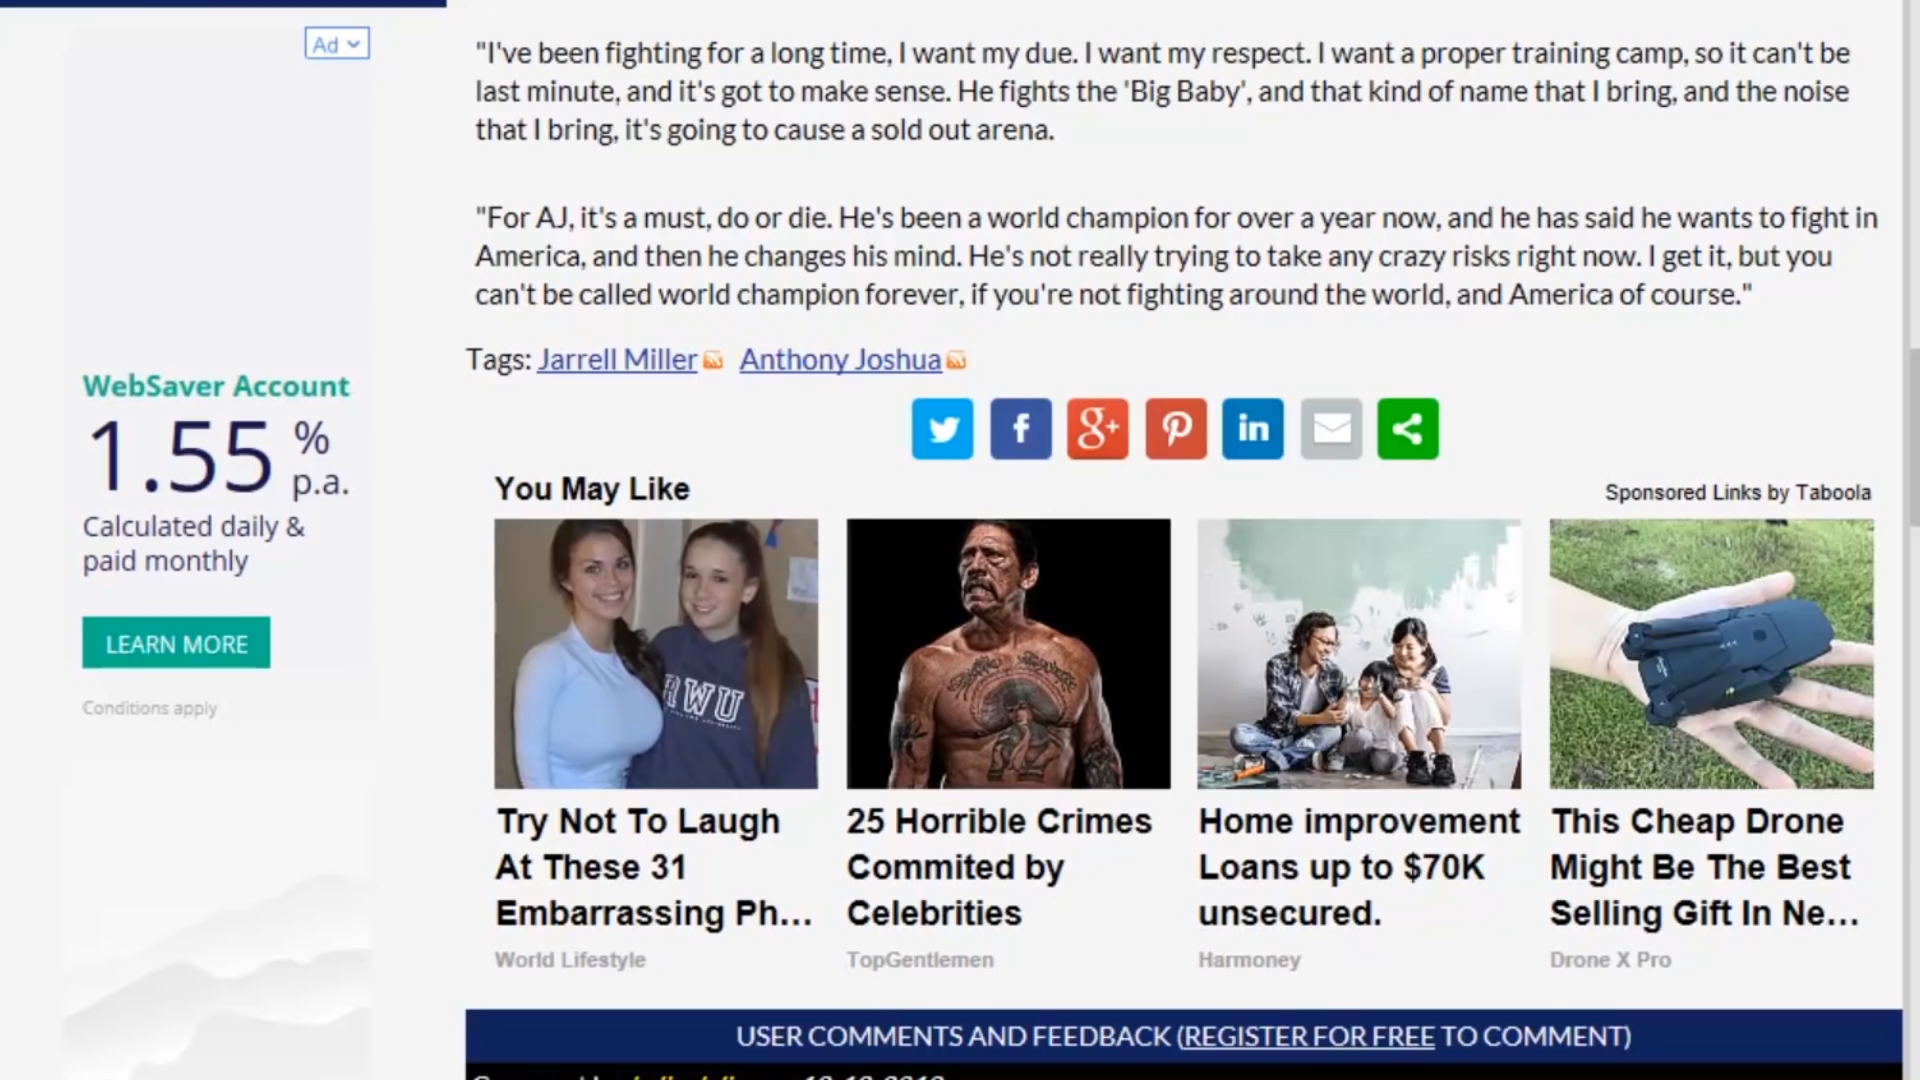 Ad
"I've been fighting for a long time, I want my due. I want my respect. I want a proper training camp, so it can't be
last minute, and it's got to make sense. He fights the 'Big Baby', and that kind of name that I bring, and the noise
that I bring, it's going to cause a sold out arena.
"For AJ, it's a must, do or die. He's been a world champion for over a year now, and he has said he wants to fight in
America, and then he changes his mind. He's not really trying to take any crazy risks right now. I get it, but you
can't be called world champion forever, if you're not fighting around the world, and America of course."
Tags: Jarrell Miller Anthony Joshua
WebSaver Account
1.55 % p.a.
Calculated daily &
paid monthly
LEARN MORE
Conditions apply
You May Like
Sponsored Links by Taboola
RWU
Try Not To Laugh
At These 31
Embarrassing Ph...
World Lifestyle
25 Horrible Crimes
Commited by
Celebrities
TopGentlemen
Home improvement
Loans up to $70K
unsecured.
Harmoney
This Cheap Drone
Might Be The Best
Selling Gift In Ne...
Drone X Pro
USER COMMENTS AND FEEDBACK (REGISTER FOR FREE TO COMMENT)